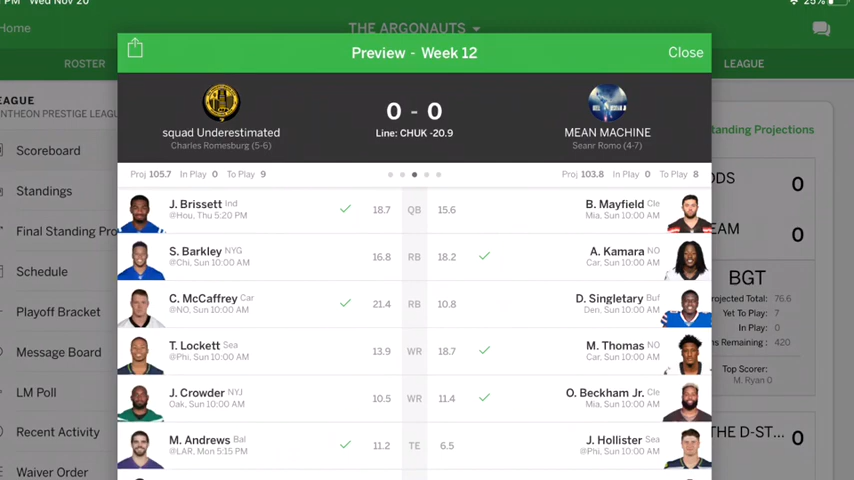 PM Wed Nov 20
25%
Home
THE ARGONAUTS
ROSTER
LEAGUE
Preview - Week 12
Close
squad Underestimated
Charles Romesburg (5-6)
0 - 0
Line: CHUK -20.9
MEAN MACHINE
Seanr Romo (4-7)
Proj 105.7 In Play 0 To Play 9
Proj 103.8 In Play 0 To Play 8
J. Brissett Ind
@Hou, Thu 5:20 PM
18.7 QB 15.6
B. Mayfield Cle
Mia, Sun 10:00 AM
S. Barkley NYG
@Chi, Sun 10:00 AM
16.8 RB 18.2
A. Kamara NO
Car, Sun 10:00 AM
C. McCaffrey Car
@NO, Sun 10:00 AM
21.4 RB 10.8
D. Singletary Buf
Den, Sun 10:00 AM
T. Lockett Sea
@Phi, Sun 10:00 AM
13.9 WR 18.7
M. Thomas NO
Car, Sun 10:00 AM
J. Crowder NYJ
Oak, Sun 10:00 AM
10.5 WR 11.4
O. Beckham Jr. Cle
Mia, Sun 10:00 AM
M. Andrews Bal
@LAR, Mon 5:15 PM
11.2 TE 6.5
J. Hollister Sea
@Phi, Sun 10:00 AM
EAGUE
NTHEON PRESTIGE LEAG
Scoreboard
Standings
Final Standing Pro
Schedule
Playoff Bracket
Message Board
LM Poll
Recent Activity
Waiver Order
tanding Projections
ODS 0
EAM 0
BGT
rojected Total: 76.6
Yet To Play: 7
In Play: 0
ns Remaining : 420
Top Scorer:
M. Ryan 0
THE D-ST... 0